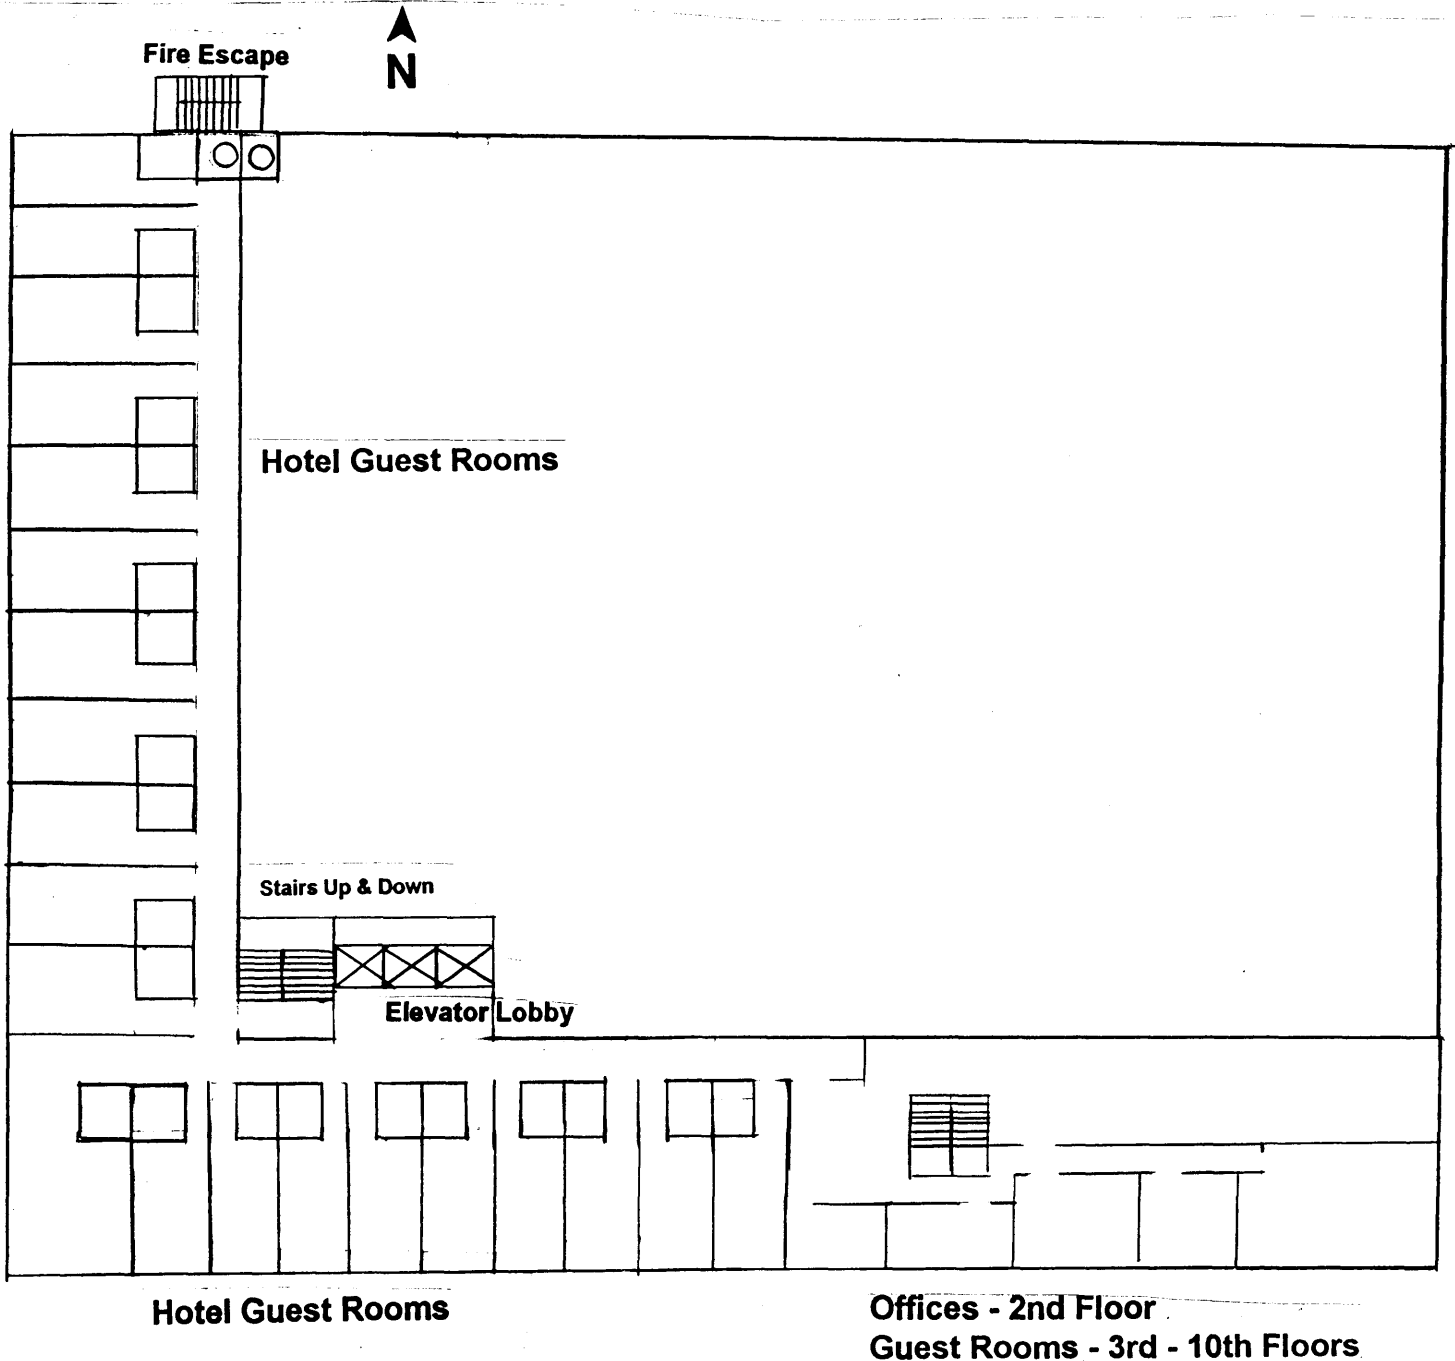 Fire Escape
N
Hotel Guest Rooms
Stairs Up & Down
Elevator Lobby
Hotel Guest Rooms
Offices - 2nd Floor
Guest Rooms - 3rd - 10th Floors